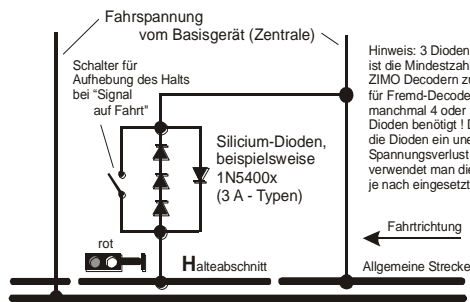 Fahrspannung
vom Basisgerät (Zentrale)
Schalter für
Aufhebung des Halts
bei "Signal
auf Fahrt"
Silicium-Dioden,
beispielsweise
1N5400x
(3 A - Typen)
Hinweis: 3 Dioden
ist die Mindestzahl
ZIMO Decodern
für Fremd-Decode
manchmal 4 oder
Dioden benötigt !
die Dioden ein
Spannungsverlust
verwendet man die
je nach eingesetzt
Fahrtrichtung
rot
Halteabschnitt
Allgemeine Strecke